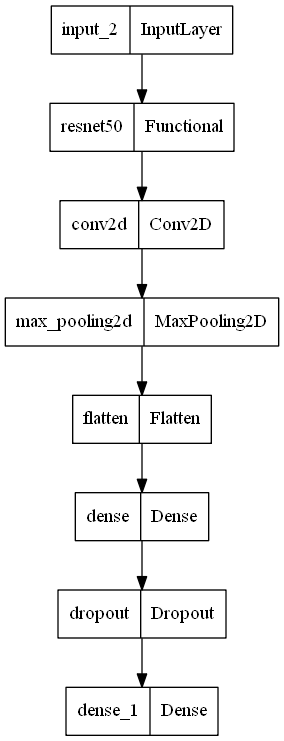 input_2 InputLayer
resnet50 Functional
conv2d Conv2D
max_pooling2d MaxPooling2D
flatten Flatten
dense Dense
dropout Dropout
dense_1 Dense